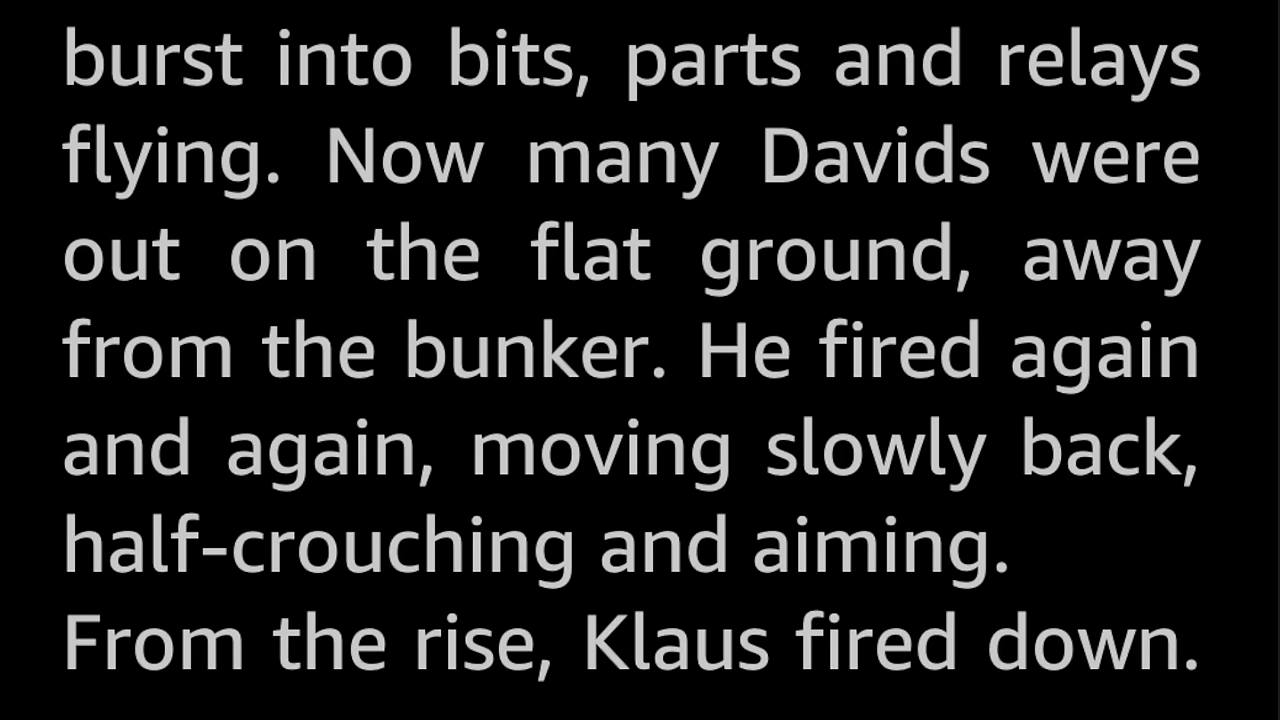 burst into bits, parts and relays
flying. Now many Davids were
out on the flat ground, away
from the bunker. He fired again
and again, moving slowly back,
half-crouching and aiming.
From the rise, Klaus fired down.